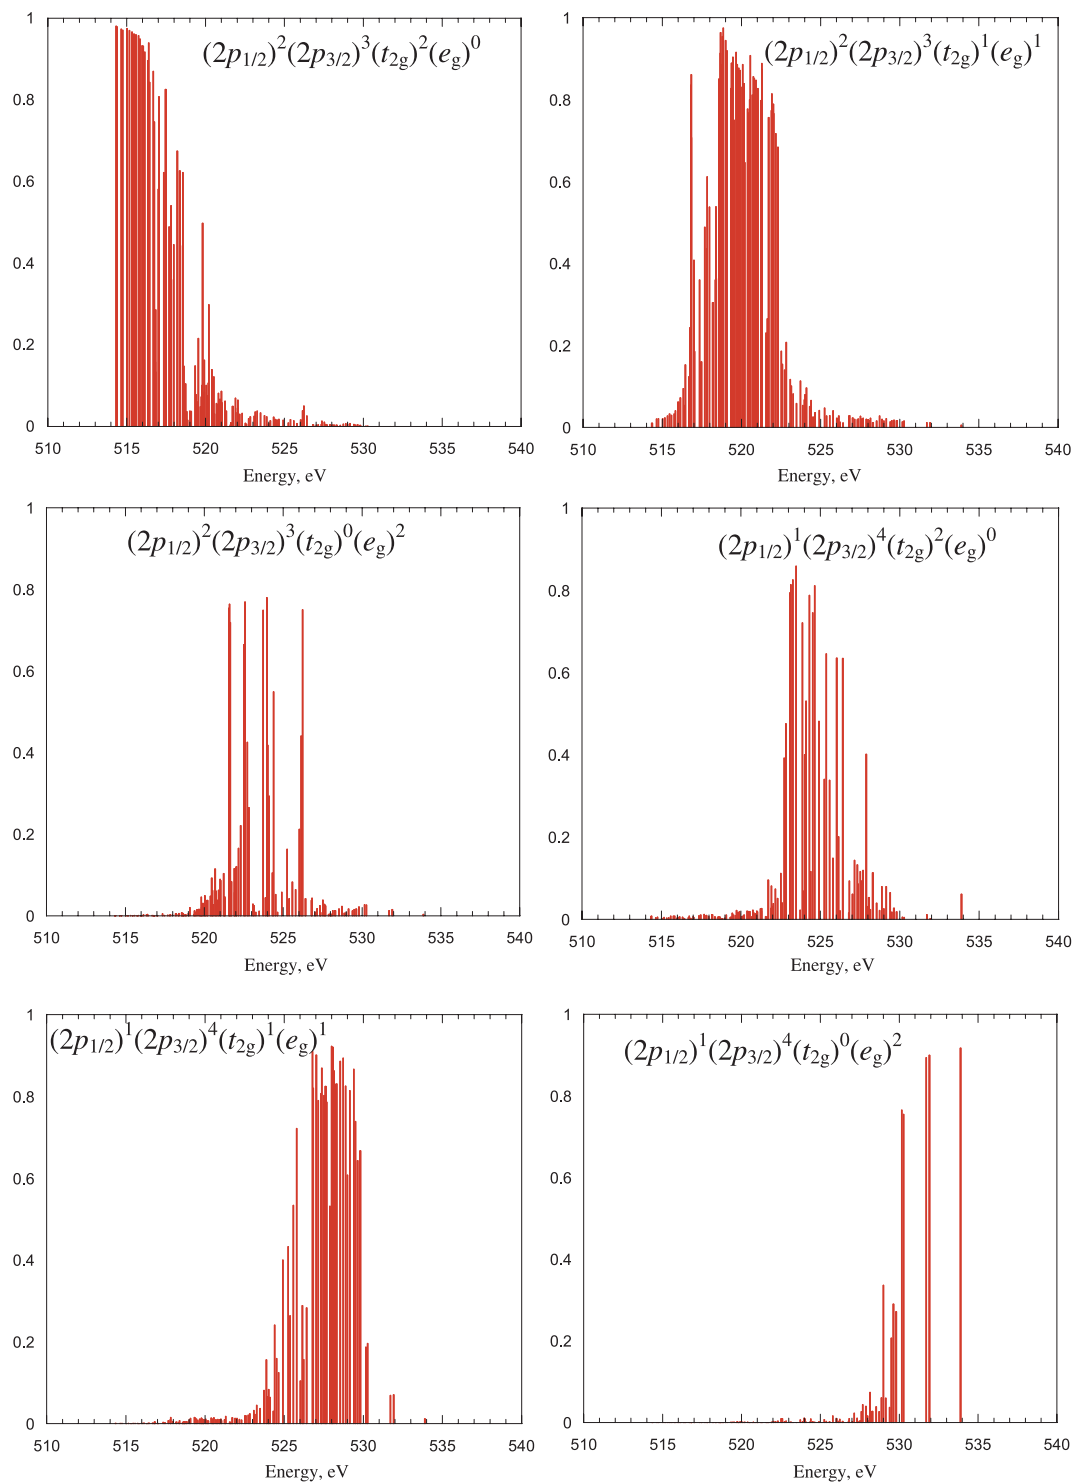 (2p₁/₂)²(2p₃/₂)³(t₂g)²(eg)⁰
1
0.8
0.6
0.4
0.2
0
510 515 520 525 530 535 540
Energy, eV
(2p₁/₂)²(2p₃/₂)³(t₂g)¹(eg)¹
1
0.8
0.6
0.4
0.2
0
510 515 520 525 530 535 540
Energy, eV
(2p₁/₂)²(2p₃/₂)³(t₂g)⁰(eg)²
1
0.8
0.6
0.4
0.2
0
510 515 520 525 530 535 540
Energy, eV
(2p₁/₂)¹(2p₃/₂)⁴(t₂g)²(eg)⁰
1
0.8
0.6
0.4
0.2
0
510 515 520 525 530 535 540
Energy, eV
(2p₁/₂)¹(2p₃/₂)⁴(t₂g)¹(eg)¹
1
0.8
0.6
0.4
0.2
0
510 515 520 525 530 535 540
Energy, eV
(2p₁/₂)¹(2p₃/₂)⁴(t₂g)⁰(eg)²
1
0.8
0.6
0.4
0.2
0
510 515 520 525 530 535 540
Energy, eV